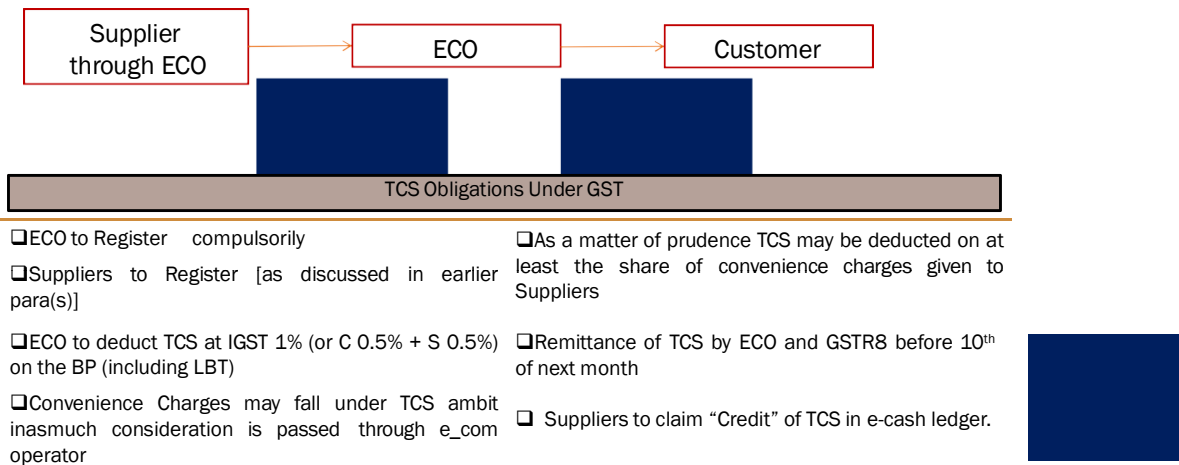 Supplier
through ECO
ECO
Customer
TCS Obligations Under GST
❑ECO to Register compulsorily
❑Suppliers to Register [as discussed in earlier
para(s)]
❑ECO to deduct TCS at IGST 1% (or C 0.5% + S 0.5%)
on the BP (including LBT)
❑Convenience Charges may fall under TCS ambit
inasmuch consideration is passed through e_com
operator
❑As a matter of prudence TCS may be deducted on at
least the share of convenience charges given to
Suppliers
❑Remittance of TCS by ECO and GSTR8 before 10th
of next month
❑ Suppliers to claim “Credit” of TCS in e-cash ledger.